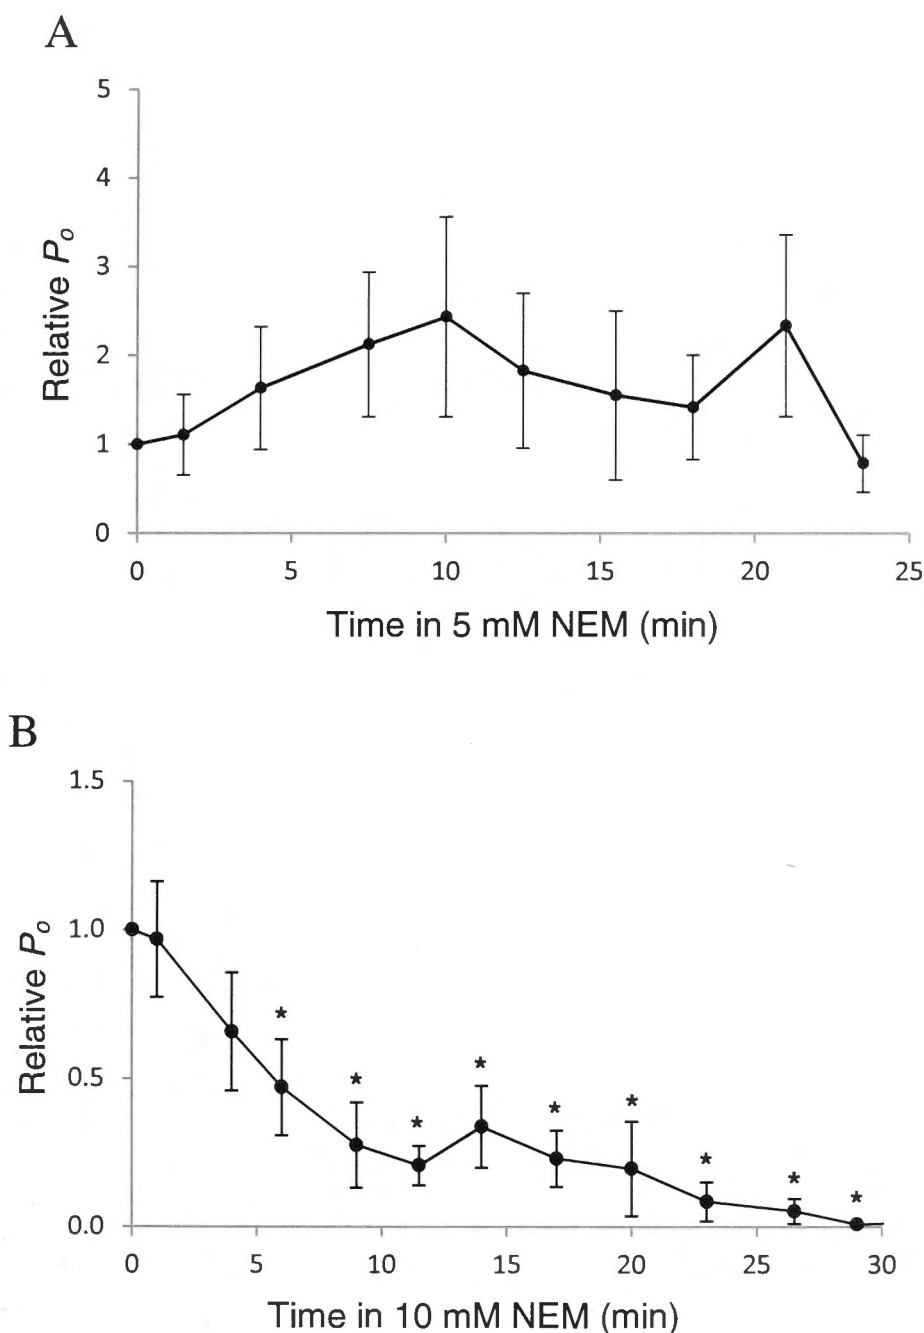 A
5
4
3
2
1
0
Relative Po
0 5 10 15 20 25
Time in 5 mM NEM (min)
B
1.5
1.0
0.5
0.0
Relative Po
* * * * * * * * *
0 5 10 15 20 25 30
Time in 10 mM NEM (min)